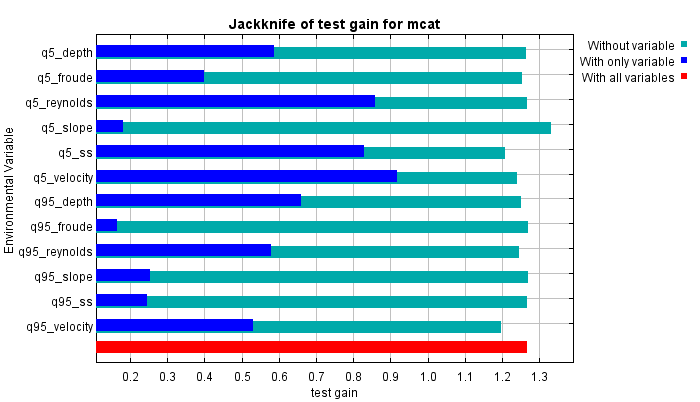 Jackknife of test gain for mcat
Without variable
With only variable
With all variables
Environmental Variable
q5_depth
q5_froude
q5_reynolds
q5_slope
q5_ss
q5_velocity
q95_depth
q95_froude
q95_reynolds
q95_slope
q95_ss
q95_velocity
0.2 0.3 0.4 0.5 0.6 0.7 0.8 0.9 1.0 1.1 1.2 1.3
test gain